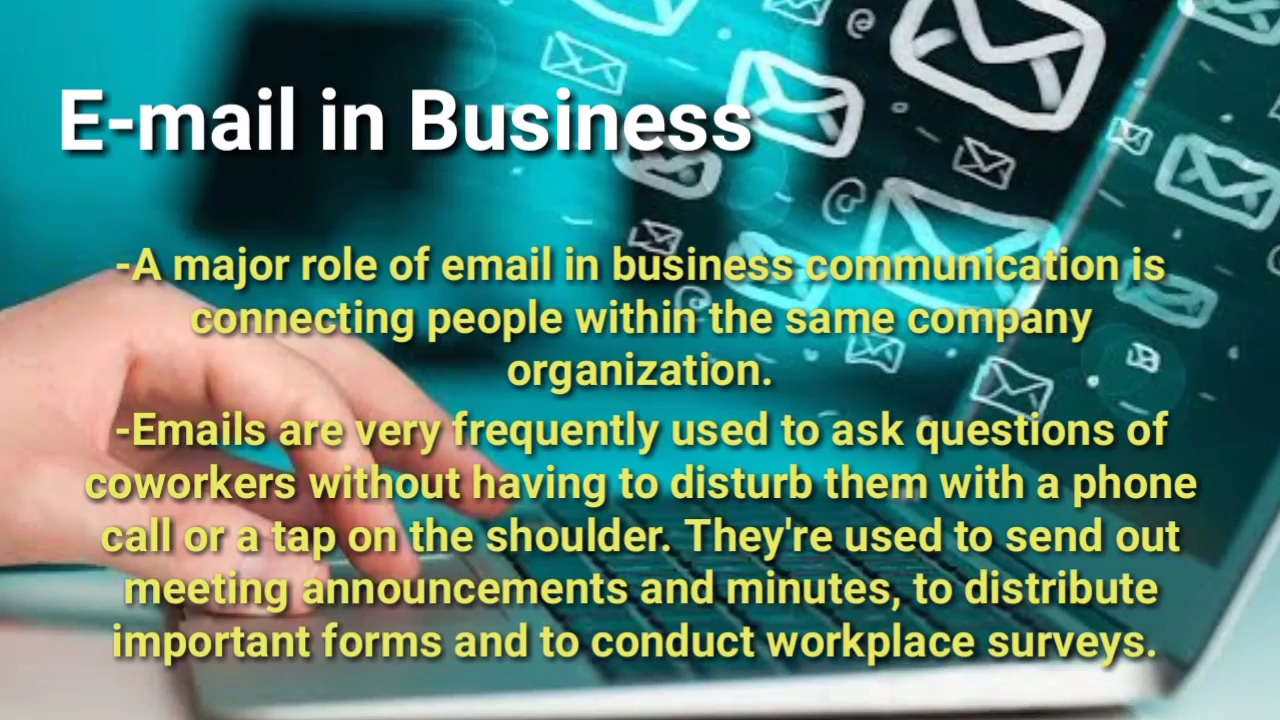 E-mail in Business
-A major role of email in business communication is
connecting people within the same company
organization.
-Emails are very frequently used to ask questions of
coworkers without having to disturb them with a phone
call or a tap on the shoulder. They're used to send out
meeting announcements and minutes, to distribute
important forms and to conduct workplace surveys.